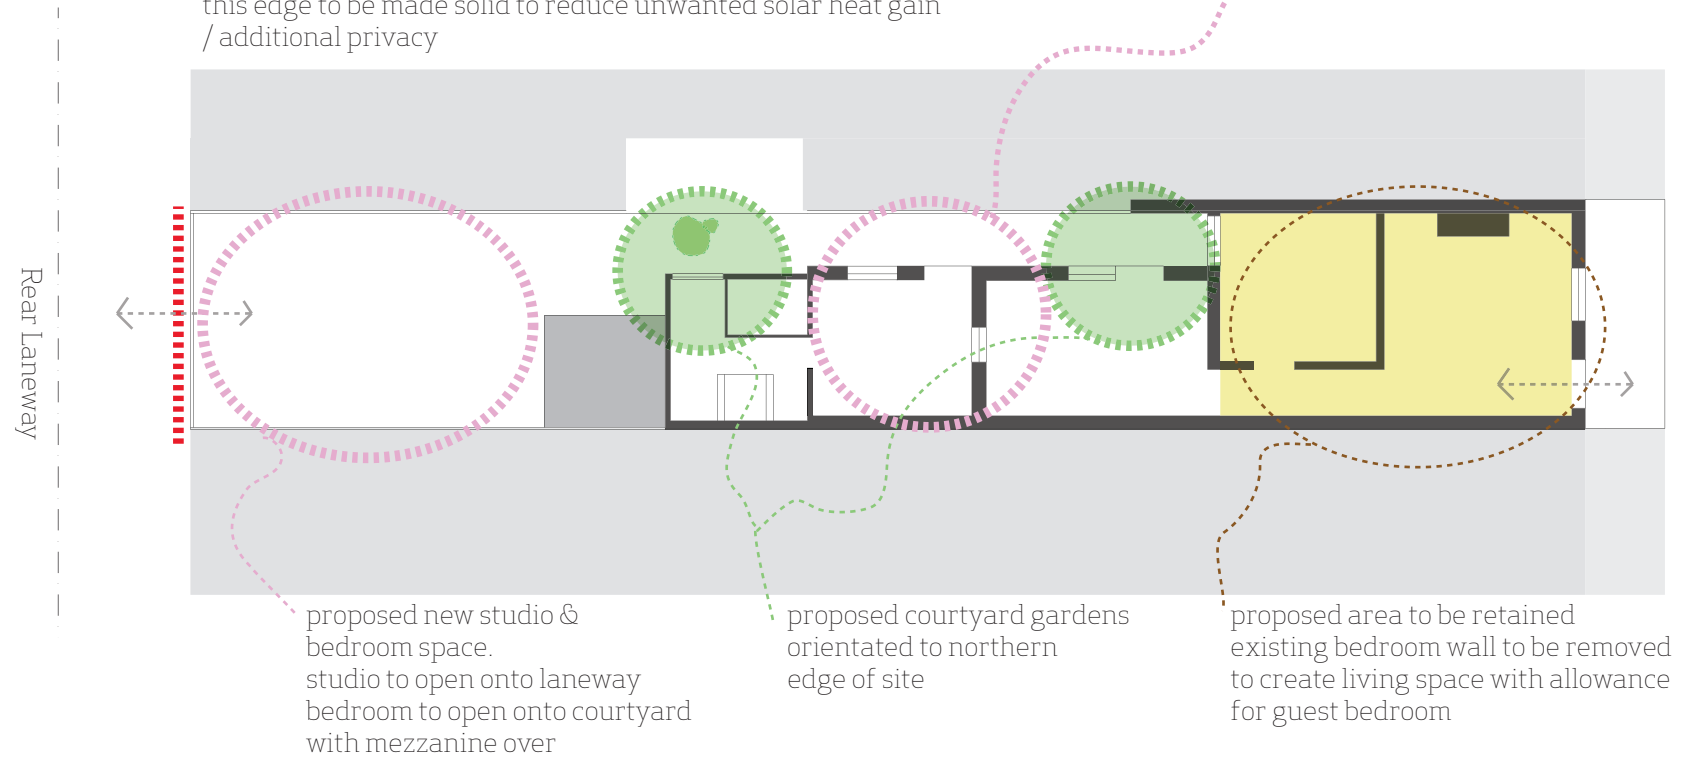 this edge to be made solid to reduce unwanted solar heat gain
/ additional privacy
Rear Laneway
proposed new studio &
bedroom space.
studio to open onto laneway
bedroom to open onto courtyard
with mezzanine over
proposed courtyard gardens
orientated to northern
edge of site
proposed area to be retained
existing bedroom wall to be removed
to create living space with allowance
for guest bedroom